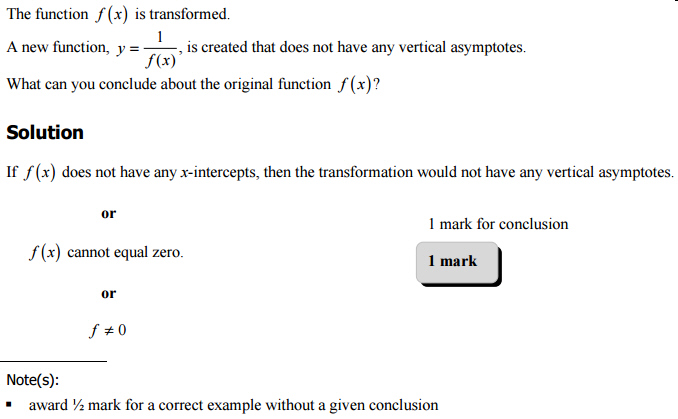 The function f(x) is transformed.
A new function, y = 1/f(x), is created that does not have any vertical asymptotes.
What can you conclude about the original function f(x)?
Solution
If f(x) does not have any x-intercepts, then the transformation would not have any vertical asymptotes.
or
1 mark for conclusion
f(x) cannot equal zero.
1 mark
or
f ≠ 0
Note(s):
▪ award ½ mark for a correct example without a given conclusion